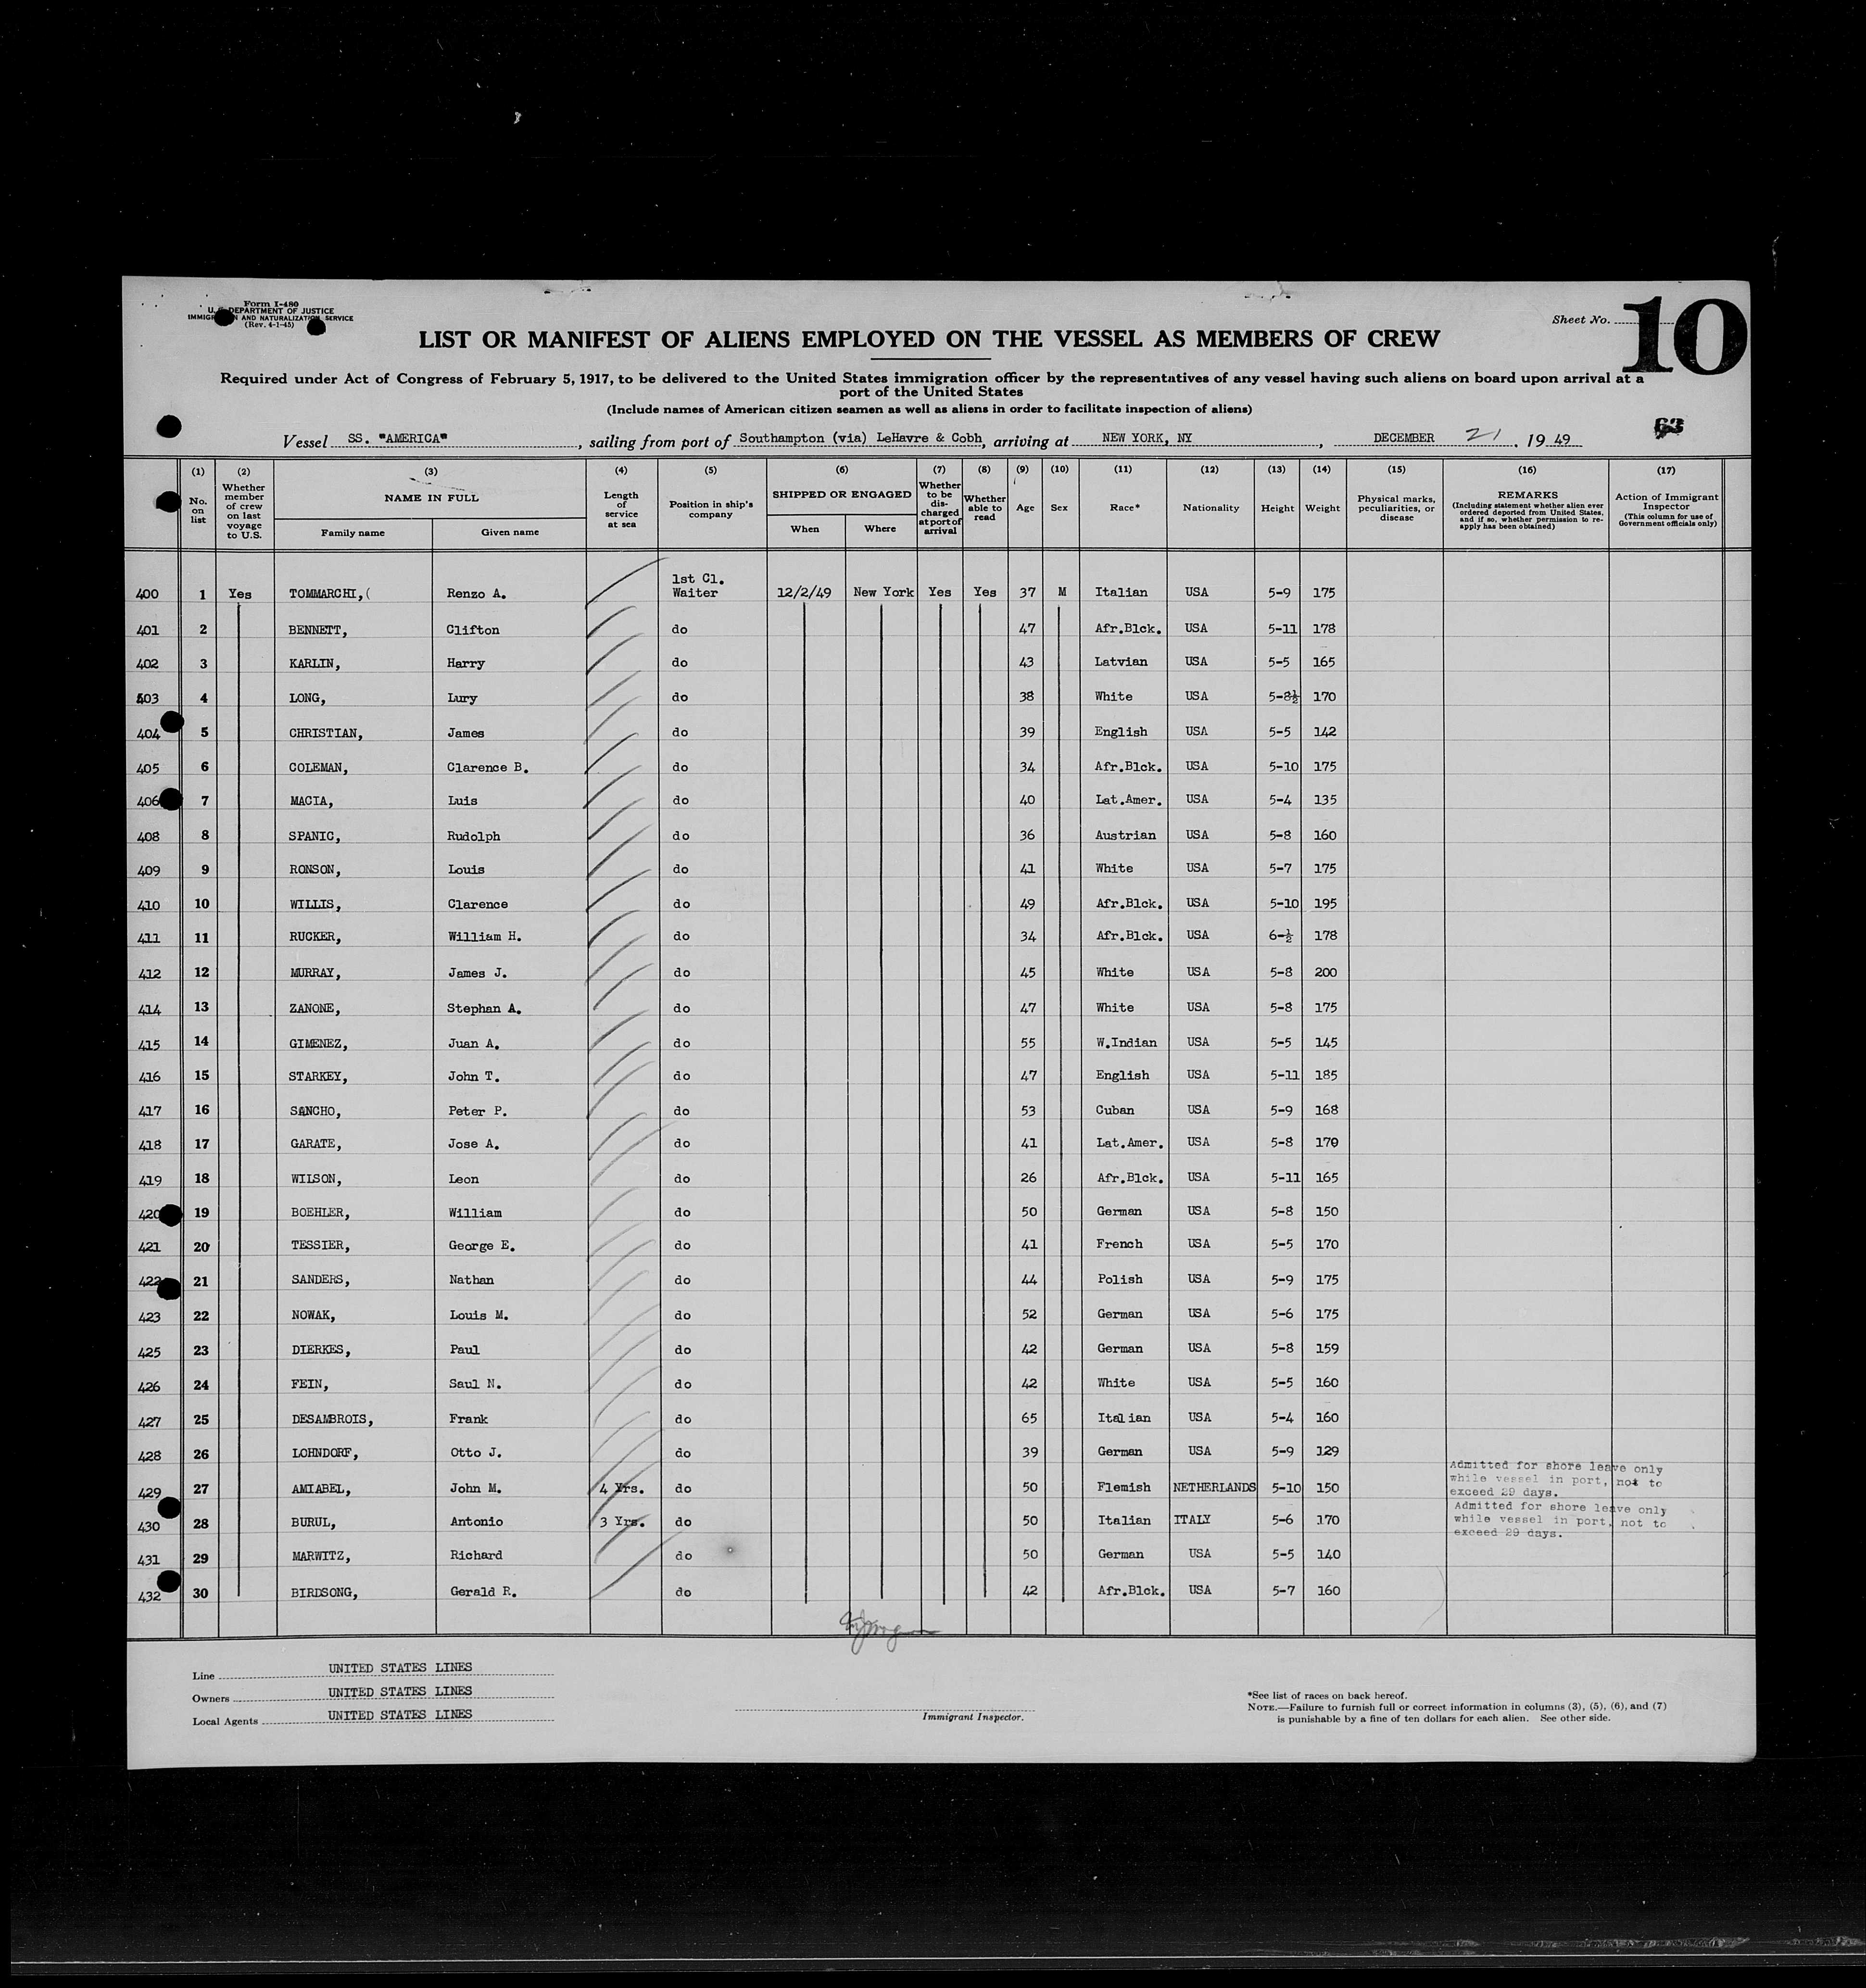 Form I-480
U. S. DEPARTMENT OF JUSTICE
IMMIGRATION AND NATURALIZATION SERVICE
(Rev. 4-1-45)
Sheet No. 10
LIST OR MANIFEST OF ALIENS EMPLOYED ON THE VESSEL AS MEMBERS OF CREW
Required under Act of Congress of February 5, 1917, to be delivered to the United States immigration officer by the representatives of any vessel having such aliens on board upon arrival at a
port of the United States
(Include names of American citizen seamen as well as aliens in order to facilitate inspection of aliens)
63
Vessel SS. "AMERICA", sailing from port of Southampton (via) LeHavre & Cobh, arriving at NEW YORK, NY, DECEMBER 21, 1949
(1) No. on list (2) Whether member of crew on last voyage to U.S. (3) NAME IN FULL Family name Given name (4) Length of service at sea (5) Position in ship's company (6) SHIPPED OR ENGAGED When Where (7) Whether to be discharged at port of arrival (8) Whether able to read (9) Age (10) Sex (11) Race* (12) Nationality (13) Height (14) Weight (15) Physical marks, peculiarities, or disease (16) REMARKS (Including statement whether alien ever ordered deported from United States, and if so, whether permission to re-apply has been obtained) (17) Action of Immigrant Inspector (This column for use of Government officials only)
400 1 Yes TOMMARCHI,( Renzo A. 1st Cl. Waiter 12/2/49 New York Yes Yes 37 M Italian USA 5-9 175
401 2 BENNETT, Clifton do 47 Afr.Blck. USA 5-11 178
402 3 KARLIN, Harry do 43 Latvian USA 5-5 165
403 4 LONG, Lury do 38 White USA 5-8½ 170
404 5 CHRISTIAN, James do 39 English USA 5-5 142
405 6 COLEMAN, Clarence B. do 34 Afr.Blck. USA 5-10 175
406 7 MACIA, Luis do 40 Lat.Amer. USA 5-4 135
408 8 SPANIC, Rudolph do 36 Austrian USA 5-8 160
409 9 RONSON, Louis do 41 White USA 5-7 175
410 10 WILLIS, Clarence do 49 Afr.Blck. USA 5-10 195
411 11 RUCKER, William H. do 34 Afr.Blck. USA 6-½ 178
412 12 MURRAY, James J. do 45 White USA 5-8 200
414 13 ZANONE, Stephan A. do 47 White USA 5-8 175
415 14 GIMENEZ, Juan A. do 55 W.Indian USA 5-5 145
416 15 STARKEY, John T. do 47 English USA 5-11 185
417 16 SANCHO, Peter P. do 53 Cuban USA 5-9 168
418 17 GARATE, Jose A. do 41 Lat.Amer. USA 5-8 170
419 18 WILSON, Leon do 26 Afr.Blck. USA 5-11 165
420 19 BOEHLER, William do 50 German USA 5-8 150
421 20 TESSIER, George E. do 41 French USA 5-5 170
422 21 SANDERS, Nathan do 44 Polish USA 5-9 175
423 22 NOWAK, Louis M. do 52 German USA 5-6 175
425 23 DIERKES, Paul do 42 German USA 5-8 159
426 24 FEIN, Saul N. do 42 White USA 5-5 160
427 25 DESAMBROIS, Frank do 65 Italian USA 5-4 160
428 26 LOHNDORF, Otto J. do 39 German USA 5-9 129
429 27 AMIABEL, John M. 4 Yrs. do 50 Flemish NETHERLANDS 5-10 150 Admitted for shore leave only while vessel in port, not to exceed 29 days.
430 28 BURUL, Antonio 3 Yrs. do 50 Italian ITALY 5-6 170 Admitted for shore leave only while vessel in port, not to exceed 29 days.
431 29 MARWITZ, Richard do 50 German USA 5-5 140
432 30 BIRDSONG, Gerald R. do 42 Afr.Blck. USA 5-7 160
Line UNITED STATES LINES
Owners UNITED STATES LINES
Local Agents UNITED STATES LINES
Immigrant Inspector.
*See list of races on back hereof.
NOTE.—Failure to furnish full or correct information in columns (3), (5), (6), and (7)
is punishable by a fine of ten dollars for each alien. See other side.